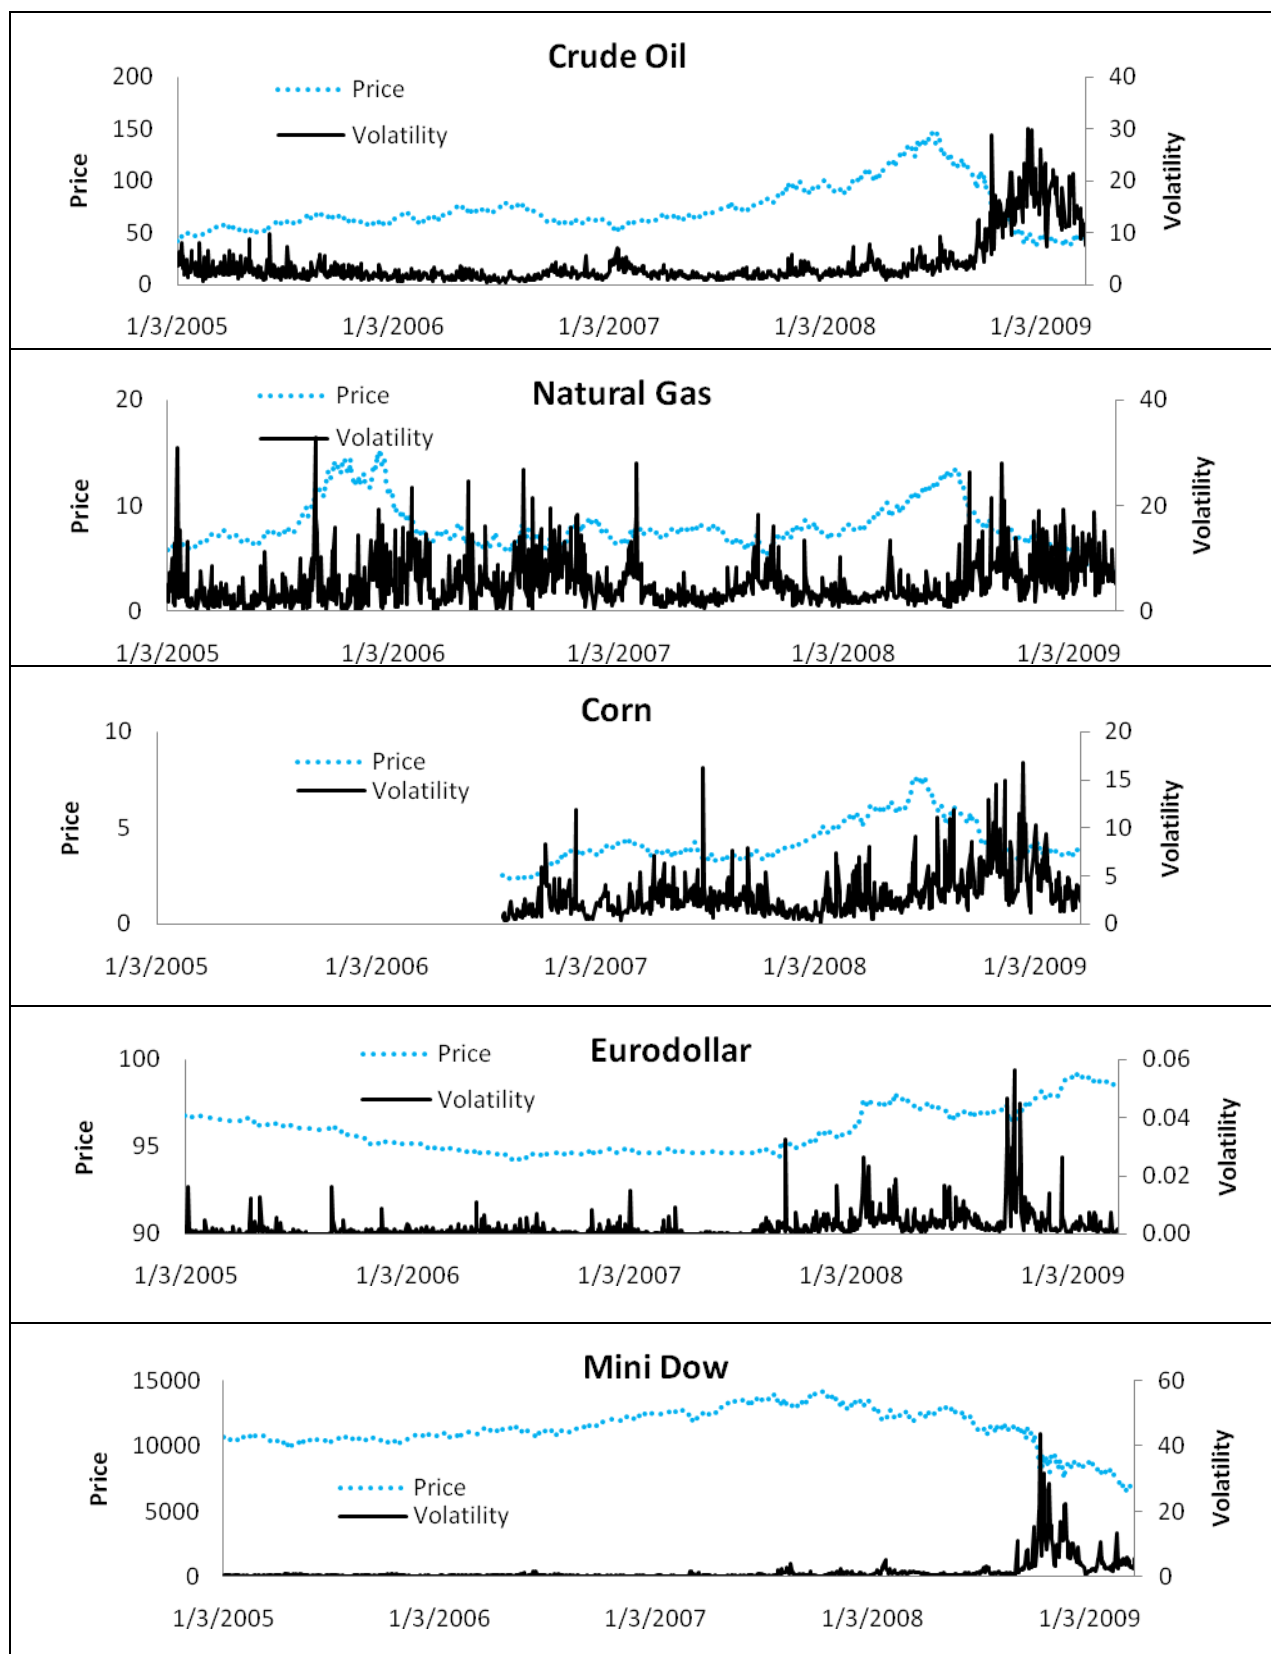 Crude Oil
Price
Volatility
200
150
100
50
0
Price
40
30
20
10
0
Volatility
1/3/2005 1/3/2006 1/3/2007 1/3/2008 1/3/2009
Natural Gas
Price
Volatility
20
10
0
Price
40
20
0
Volatility
1/3/2005 1/3/2006 1/3/2007 1/3/2008 1/3/2009
Corn
Price
Volatility
10
5
0
Price
20
15
10
5
0
Volatility
1/3/2005 1/3/2006 1/3/2007 1/3/2008 1/3/2009
Eurodollar
Price
Volatility
100
95
90
Price
0.06
0.04
0.02
0.00
Volatility
1/3/2005 1/3/2006 1/3/2007 1/3/2008 1/3/2009
Mini Dow
Price
Volatility
15000
10000
5000
0
Price
60
40
20
0
Volatility
1/3/2005 1/3/2006 1/3/2007 1/3/2008 1/3/2009